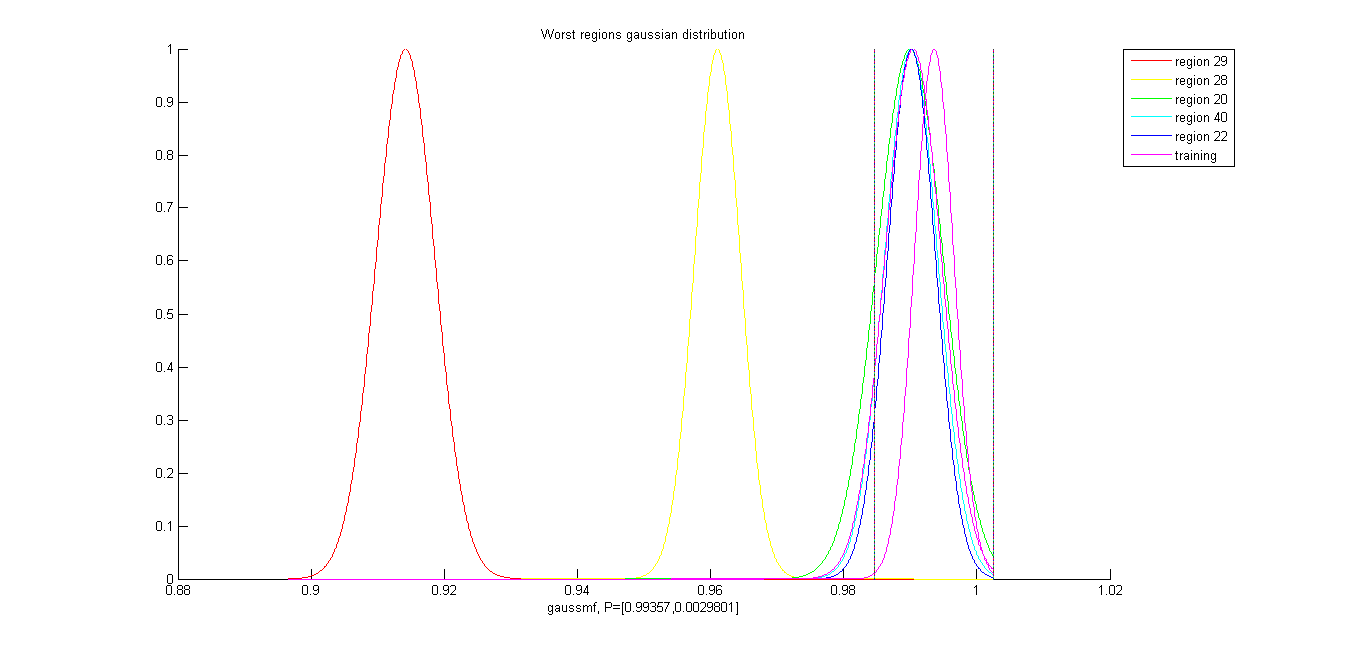 Worst regions gaussian distribution
1
0.9
0.8
0.7
0.6
0.5
0.4
0.3
0.2
0.1
0
0.88
0.9
0.92
0.94
0.96
0.98
1
1.02
gaussmf, P=[0.99357,0.0029801]
region 29
region 28
region 20
region 40
region 22
training